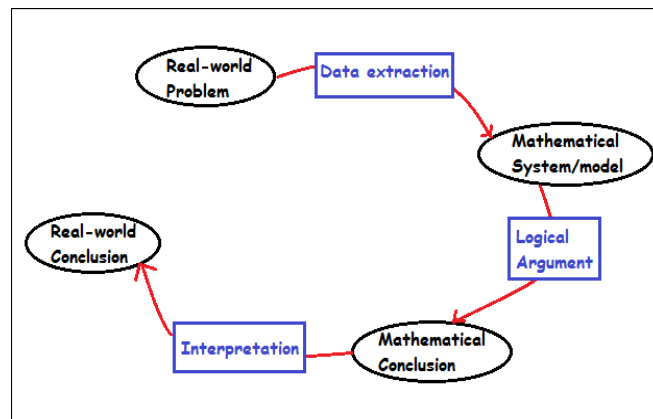 Real-world
Problem
Data extraction
Mathematical
System/model
Logical
Argument
Mathematical
Conclusion
Interpretation
Real-world
Conclusion